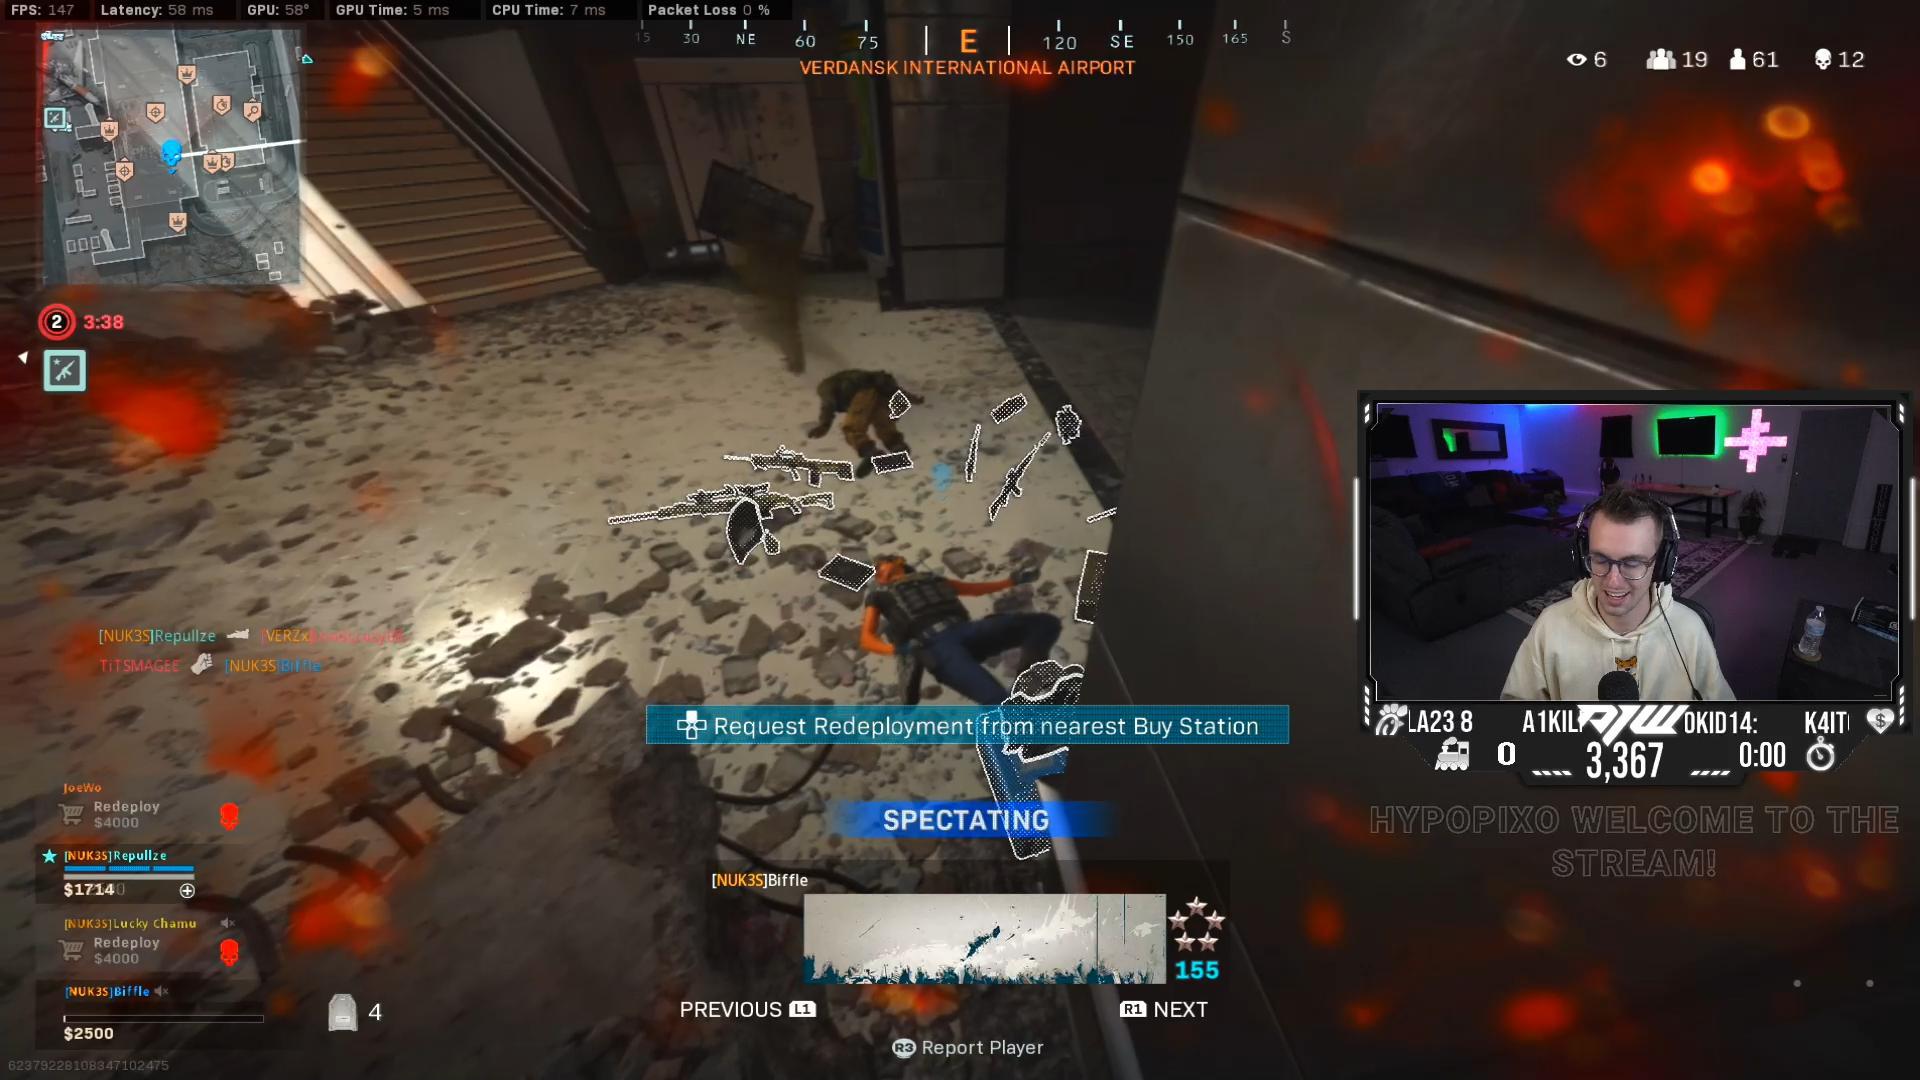 FPS: 147 Latency: 58 ms GPU: 58° GPU Time: 5 ms CPU Time: 7 ms Packet Loss 0 %
15 30 NE 60 75 E 120 SE 150 165 S
VERDANSK INTERNATIONAL AIRPORT
6 19 61 12
2 3:38
[NUK3S]Repullze [VERZx
TiTSMAGEE [NUK3S]Biffle
Request Redeployment from nearest Buy Station
SPECTATING
JoeWo
Redeploy
$4000
[NUK3S]Repullze
$1714
[NUK3S]Lucky Chamu
Redeploy
$4000
[NUK3S]Biffle
$2500
4
[NUK3S]Biffle
155
PREVIOUS L1
R1 NEXT
R3 Report Player
62379228108347102475
LA23 8 A1KIL PJW 0KID14: K4IT
0 3,367 0:00
HYPOPIXO WELCOME TO THE
STREAM!